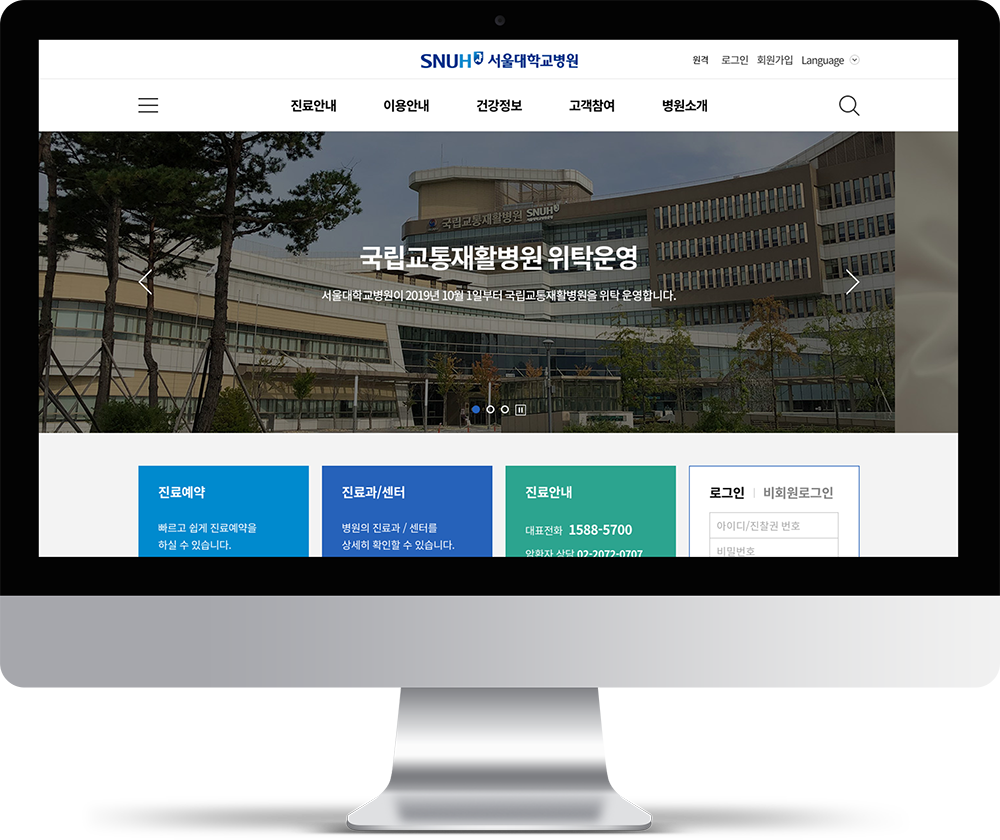 SNUH 서울대학교병원
원격 로그인 회원가입 Language
진료안내 이용안내 건강정보 고객참여 병원소개
국립교통재활병원 SNUH
국립교통재활병원 위탁운영
서울대학교병원이 2019년 10월 1일부터 국립교통재활병원을 위탁 운영합니다.
진료예약
빠르고 쉽게 진료예약을
하실 수 있습니다.
진료과/센터
병원의 진료과 / 센터를
상세히 확인할 수 있습니다.
진료안내
대표전화 1588-5700
암환자 상담 02-2072-0707
로그인 | 비회원로그인
아이디/진찰권 번호
비밀번호